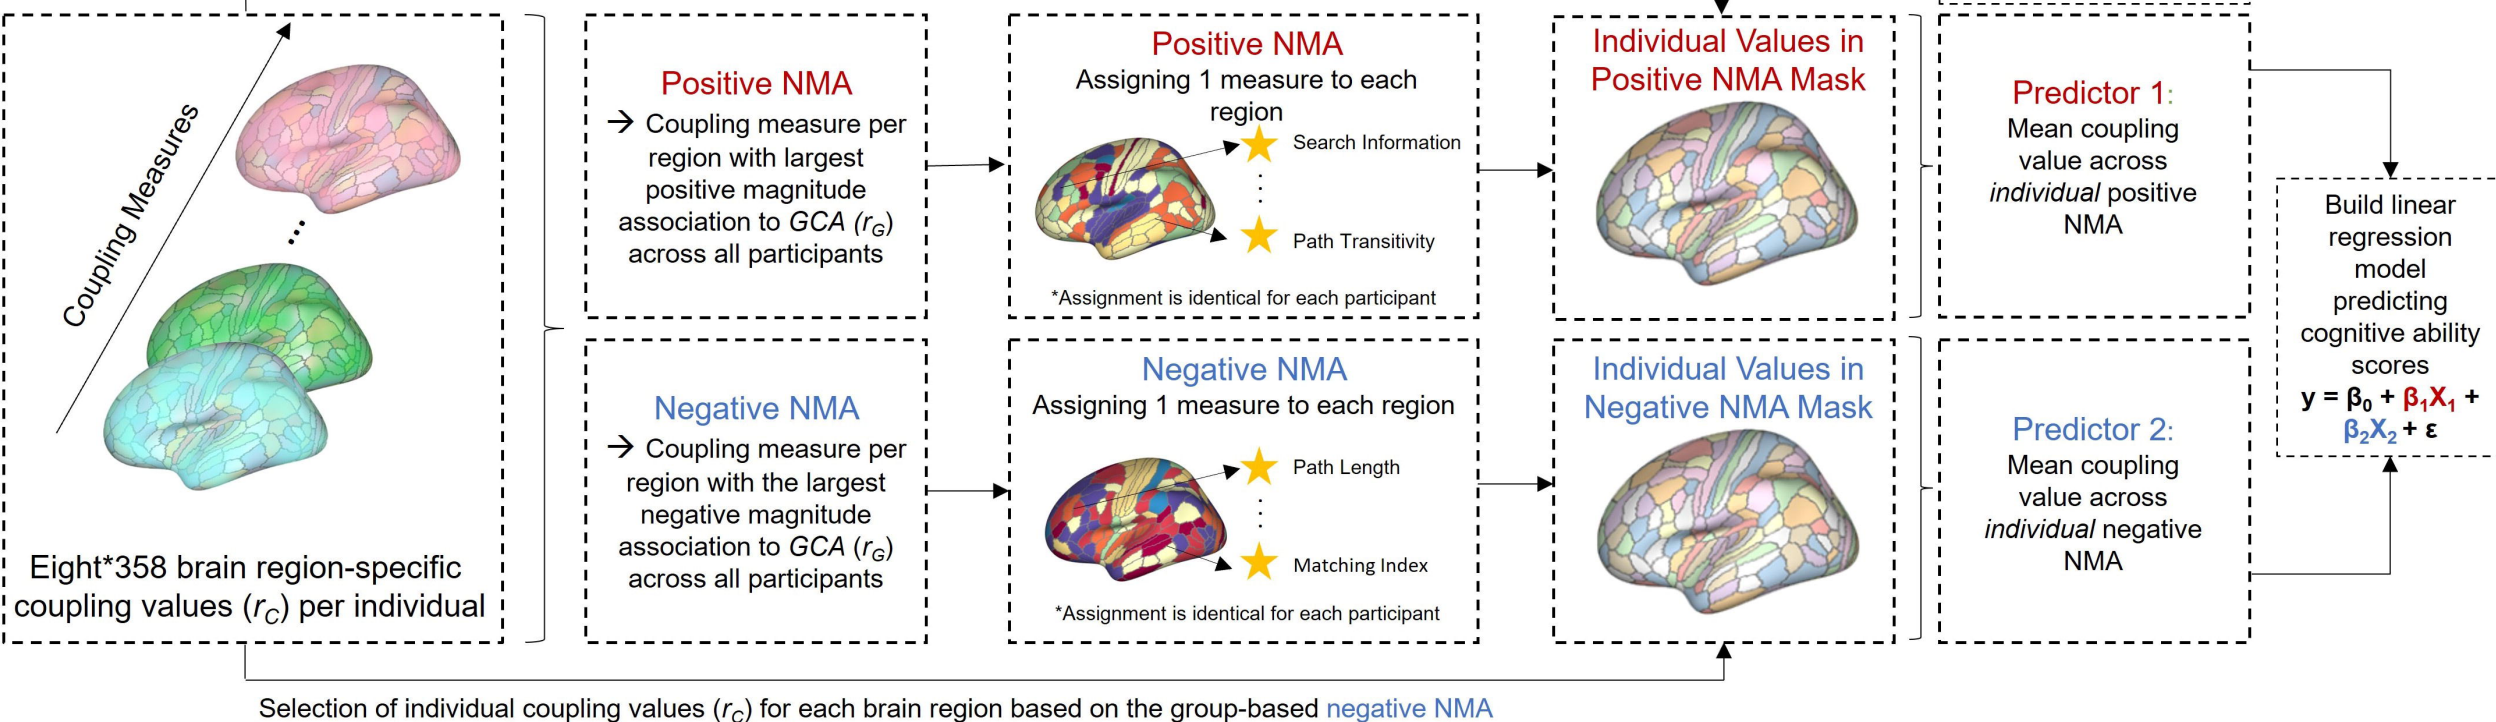 Coupling Measures
Eight*358 brain region-specific
coupling values (rC) per individual
Positive NMA
→ Coupling measure per
region with largest
positive magnitude
association to GCA (rG)
across all participants
Negative NMA
→ Coupling measure per
region with the largest
negative magnitude
association to GCA (rG)
across all participants
Positive NMA
Assigning 1 measure to each
region
Search Information
Path Transitivity
*Assignment is identical for each participant
Negative NMA
Assigning 1 measure to each region
Path Length
Matching Index
*Assignment is identical for each participant
Individual Values in
Positive NMA Mask
Individual Values in
Negative NMA Mask
Predictor 1:
Mean coupling
value across
individual positive
NMA
Predictor 2:
Mean coupling
value across
individual negative
NMA
Build linear
regression
model
predicting
cognitive ability
scores
y = β0 + β1X1 +
β2X2 + ε
Selection of individual coupling values (rC) for each brain region based on the group-based negative NMA